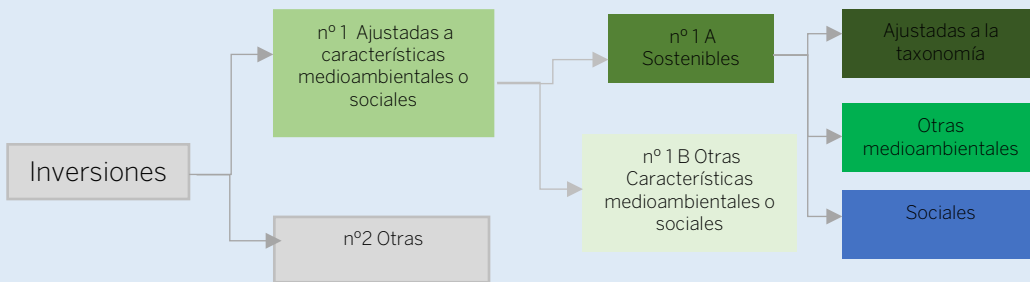 Inversiones
nº 1 Ajustadas a
características
medioambientales o
sociales
nº2 Otras
nº 1 A
Sostenibles
nº 1 B Otras
Características
medioambientales o
sociales
Ajustadas a la
taxonomía
Otras
medioambientales
Sociales